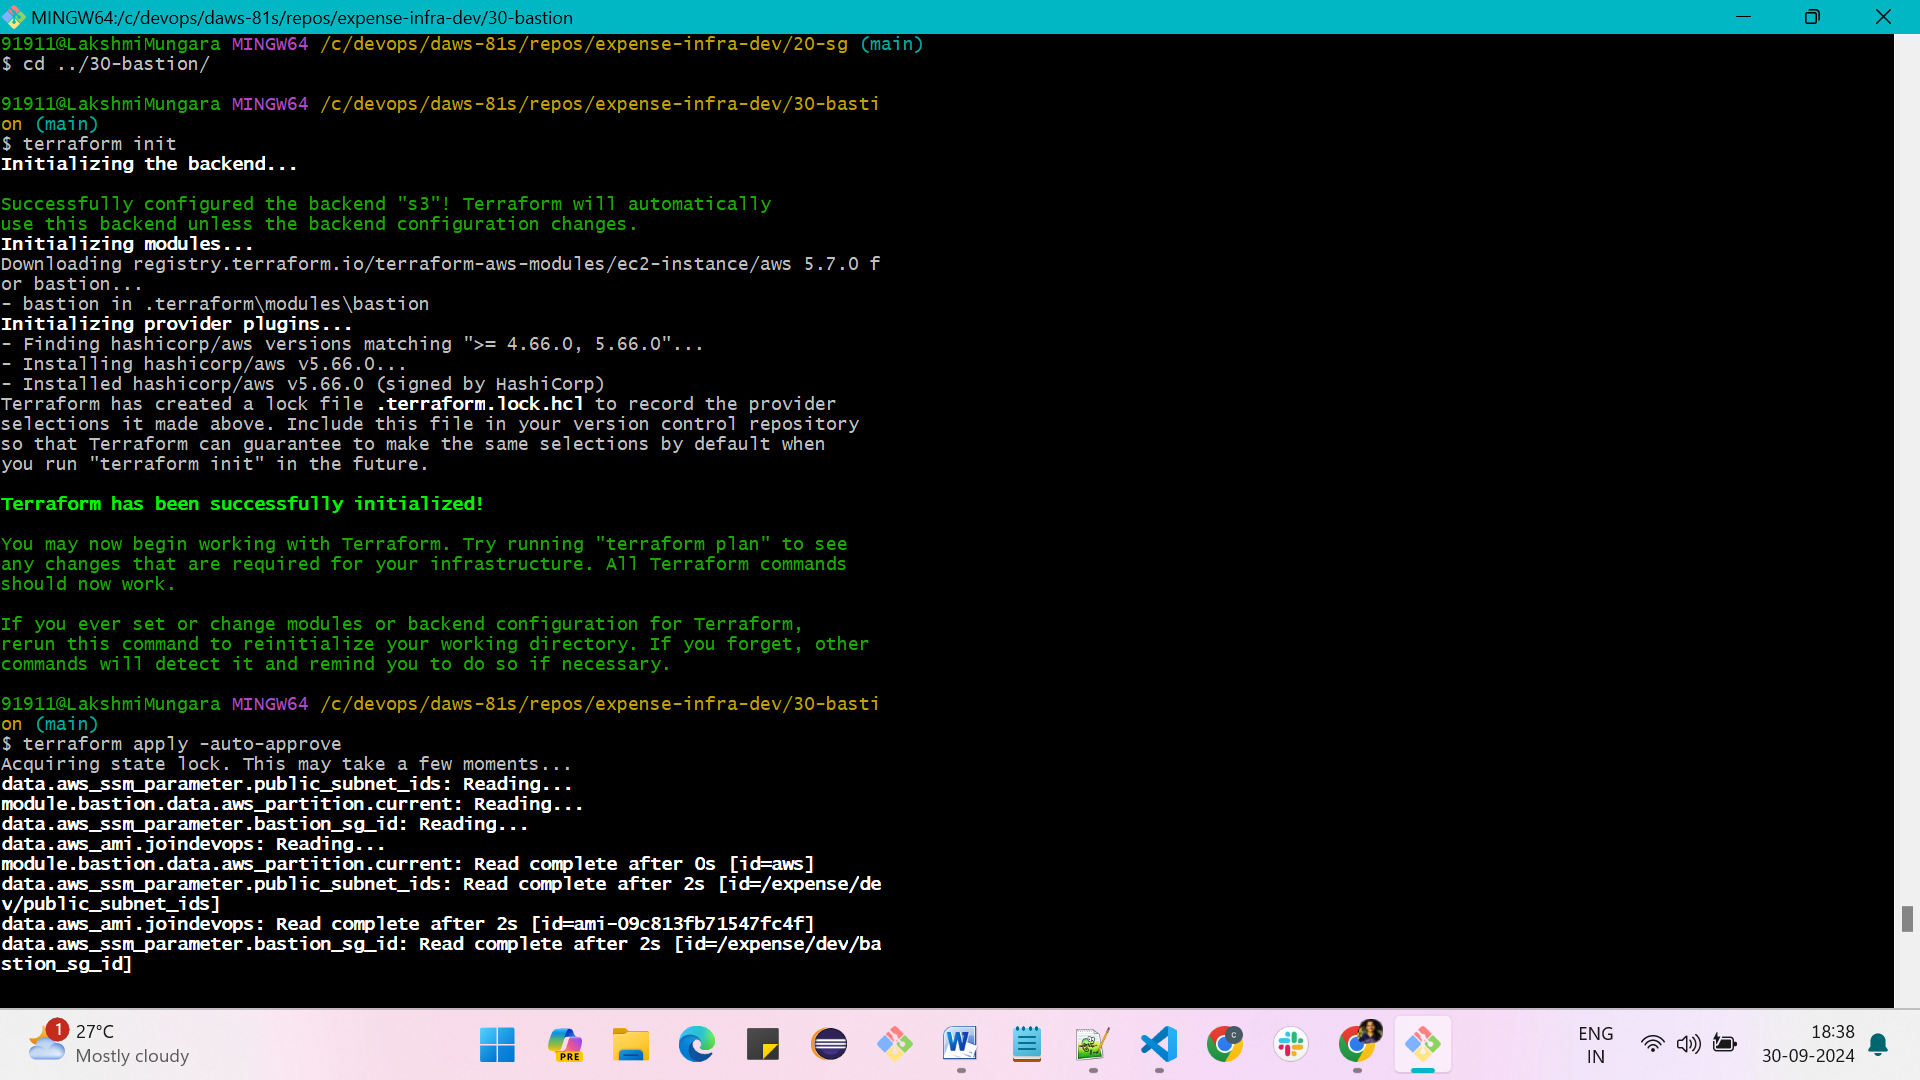 MINGW64:/c/devops/daws-81s/repos/expense-infra-dev/30-bastion
91911@LakshmiMungara MINGW64 /c/devops/daws-81s/repos/expense-infra-dev/20-sg (main)
$ cd ../30-bastion/
91911@LakshmiMungara MINGW64 /c/devops/daws-81s/repos/expense-infra-dev/30-basti
on (main)
$ terraform init
Initializing the backend...
Successfully configured the backend "s3"! Terraform will automatically
use this backend unless the backend configuration changes.
Initializing modules...
Downloading registry.terraform.io/terraform-aws-modules/ec2-instance/aws 5.7.0 f
or bastion...
- bastion in .terraform\modules\bastion
Initializing provider plugins...
- Finding hashicorp/aws versions matching ">= 4.66.0, 5.66.0"...
- Installing hashicorp/aws v5.66.0...
- Installed hashicorp/aws v5.66.0 (signed by HashiCorp)
Terraform has created a lock file .terraform.lock.hcl to record the provider
selections it made above. Include this file in your version control repository
so that Terraform can guarantee to make the same selections by default when
you run "terraform init" in the future.
Terraform has been successfully initialized!
You may now begin working with Terraform. Try running "terraform plan" to see
any changes that are required for your infrastructure. All Terraform commands
should now work.
If you ever set or change modules or backend configuration for Terraform,
rerun this command to reinitialize your working directory. If you forget, other
commands will detect it and remind you to do so if necessary.
91911@LakshmiMungara MINGW64 /c/devops/daws-81s/repos/expense-infra-dev/30-basti
on (main)
$ terraform apply -auto-approve
Acquiring state lock. This may take a few moments...
data.aws_ssm_parameter.public_subnet_ids: Reading...
module.bastion.data.aws_partition.current: Reading...
data.aws_ssm_parameter.bastion_sg_id: Reading...
data.aws_ami.joindevops: Reading...
module.bastion.data.aws_partition.current: Read complete after 0s [id=aws]
data.aws_ssm_parameter.public_subnet_ids: Read complete after 2s [id=/expense/de
v/public_subnet_ids]
data.aws_ami.joindevops: Read complete after 2s [id=ami-09c813fb71547fc4f]
data.aws_ssm_parameter.bastion_sg_id: Read complete after 2s [id=/expense/dev/ba
stion_sg_id]
1
27°C
Mostly cloudy
PRE
W
C
ENG
IN
18:38
30-09-2024